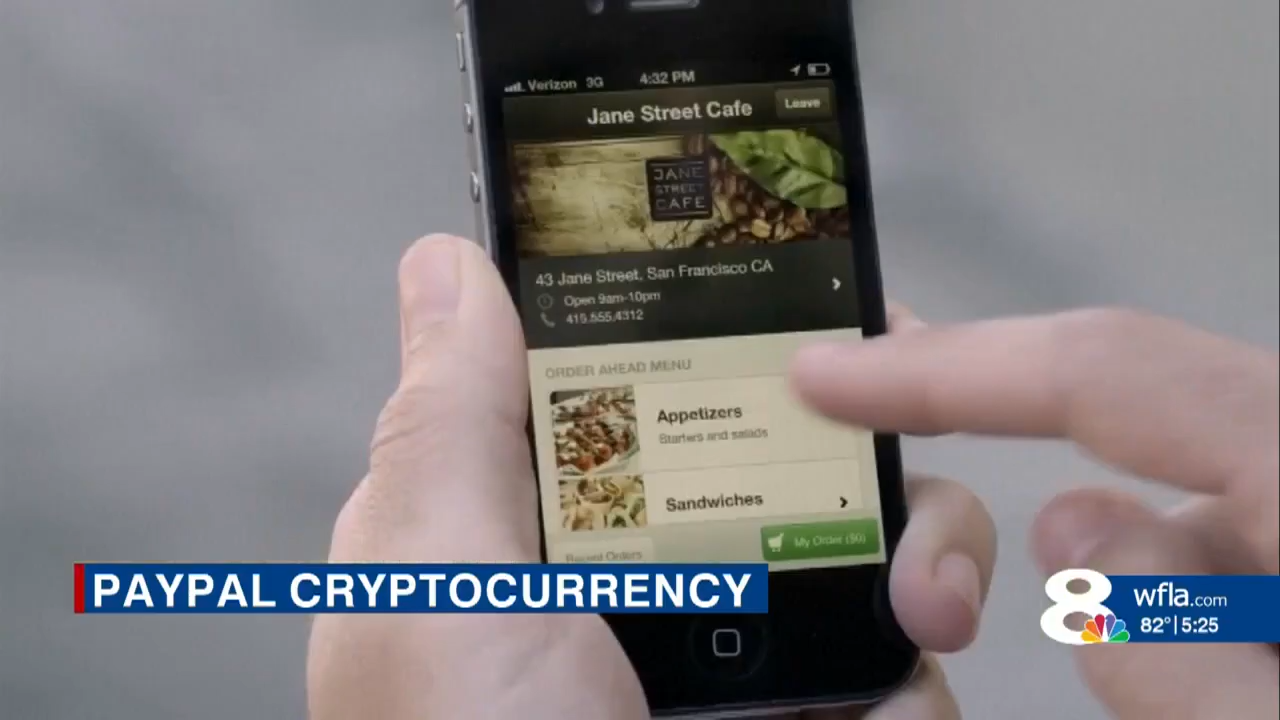 Verizon 3G 4:32 PM
Jane Street Cafe
Leave
JANE
STREET
CAFE
43 Jane Street, San Francisco CA
Open 9am-10pm
415.555.4312
ORDER AHEAD MENU
Appetizers
Starters and salads
Sandwiches
My Order ($0)
Recent Orders
PAYPAL CRYPTOCURRENCY
8 wfla.com
82° 5:25